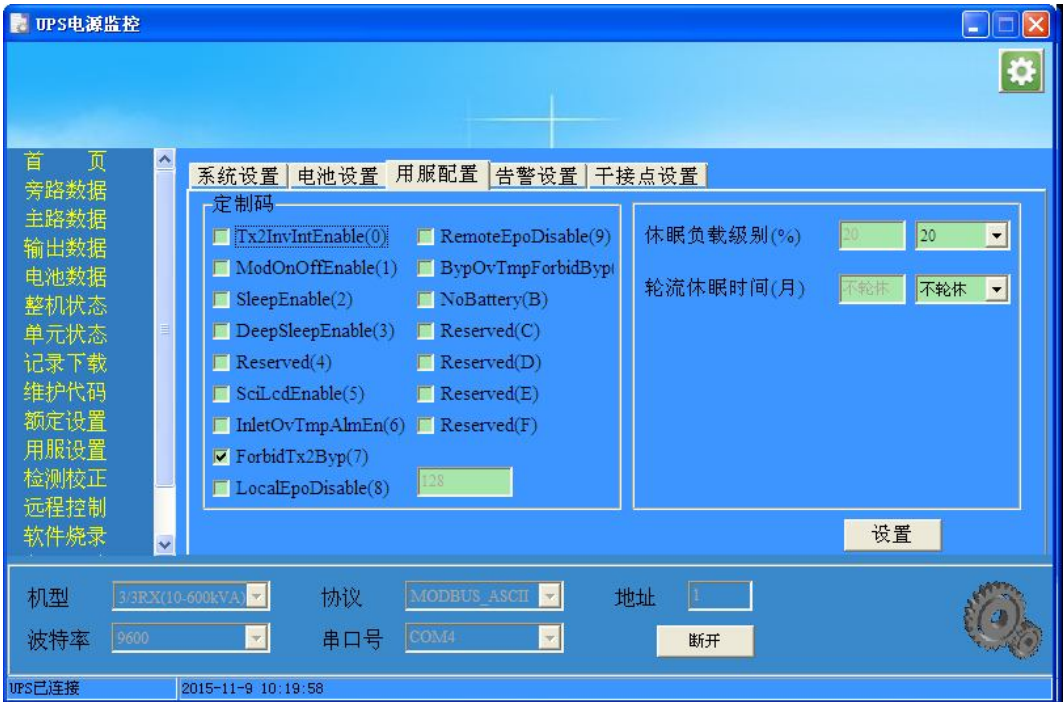 UPS电源监控
首 页
旁路数据
主路数据
输出数据
电池数据
整机状态
单元状态
记录下载
维护代码
额定设置
用服设置
检测校正
远程控制
软件烧录
系统设置 电池设置 用服配置 告警设置 干接点设置
定制码
Tx2InvIntEnable(0) RemoteEpoDisable(9)
ModOnOffEnable(1) BypOvTmpForbidByp(
SleepEnable(2) NoBattery(B)
DeepSleepEnable(3) Reserved(C)
Reserved(4) Reserved(D)
SciLcdEnable(5) Reserved(E)
InletOvTmpAlmEn(6) Reserved(F)
ForbidTx2Byp(7)
LocalEpoDisable(8) 128
休眠负载级别(%) 20 20
轮流休眠时间(月) 不轮休 不轮休
设置
机型 3/3RX(10-600kVA) 协议 MODBUS_ASCII 地址 1
波特率 9600 串口号 COM4 断开
UPS已连接 2015-11-9 10:19:58